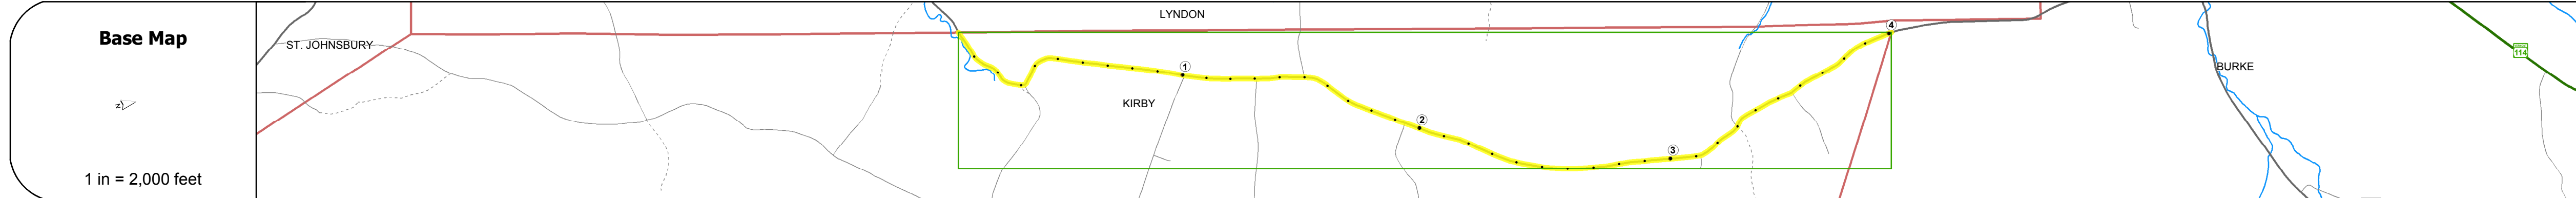 Base Map
N
1 in = 2,000 feet
ST. JOHNSBURY
LYNDON
KIRBY
BURKE
1
2
3
4
114